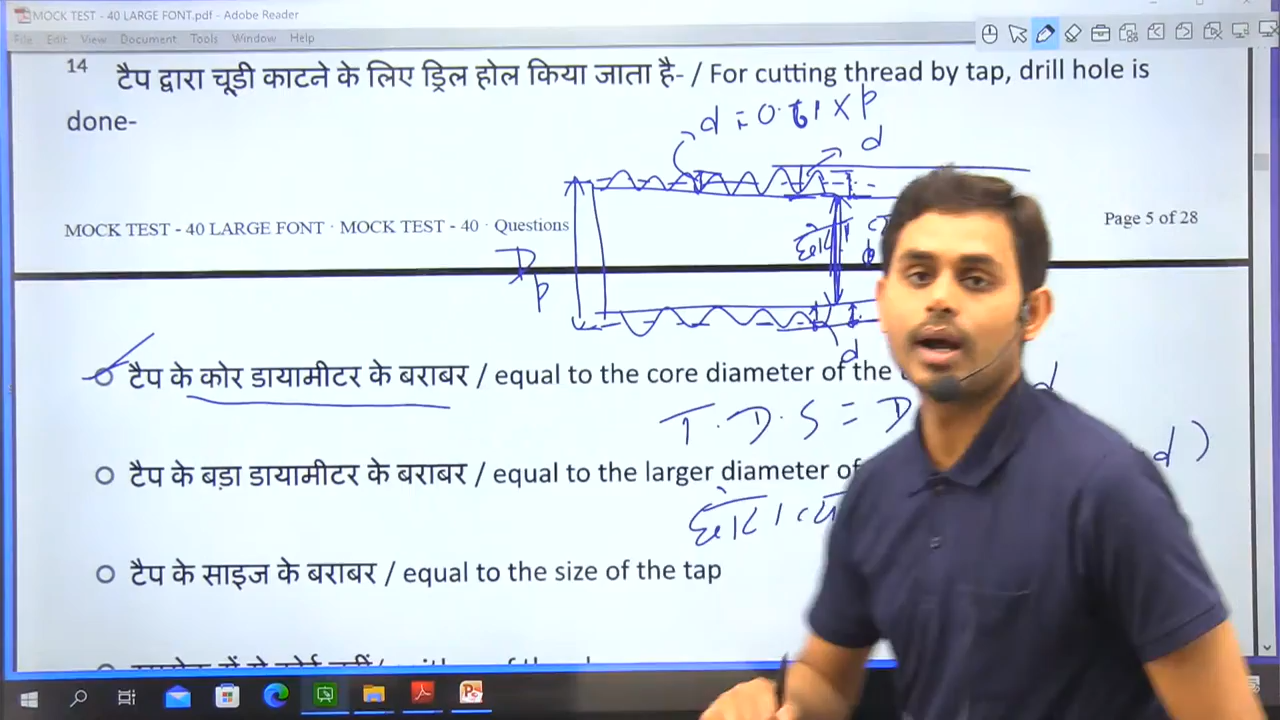 MOCK TEST - 40 LARGE FONT.pdf - Adobe Reader
File Edit View Document Tools Window Help
14 टैप द्वारा चूड़ी काटने के लिए ड्रिल होल किया जाता है- / For cutting thread by tap, drill hole is
done-
d = 0.61 × p
d
MOCK TEST - 40 LARGE FONT · MOCK TEST - 40 · Questions
Page 5 of 28
D
p
d
टैप के कोर डायामीटर के बराबर / equal to the core diameter of the
d
T.D.S = D
d)
टैप के बड़ा डायामीटर के बराबर / equal to the larger diameter of
टैप के साइज के बराबर / equal to the size of the tap